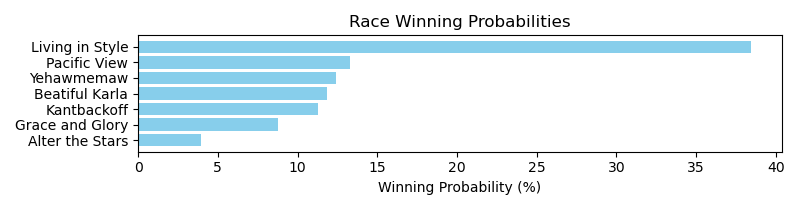 Race Winning Probabilities
Living in Style
Pacific View
Yehawmemaw
Beatiful Karla
Kantbackoff
Grace and Glory
Alter the Stars
0 5 10 15 20 25 30 35 40
Winning Probability (%)